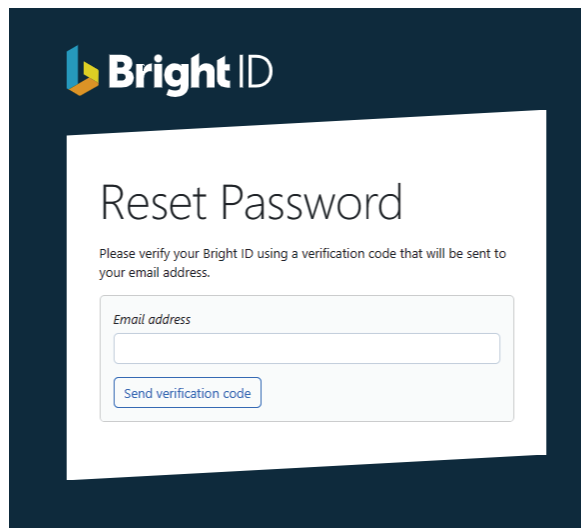 Bright ID
Reset Password
Please verify your Bright ID using a verification code that will be sent to
your email address.
Email address
Send verification code